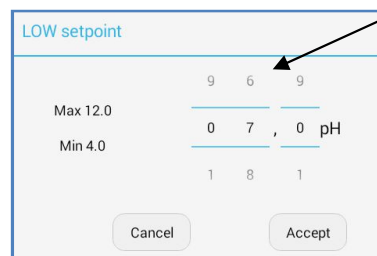 LOW setpoint
9 6 9
Max 12.0
0 7 , 0 pH
Min 4.0
1 8 1
Cancel Accept